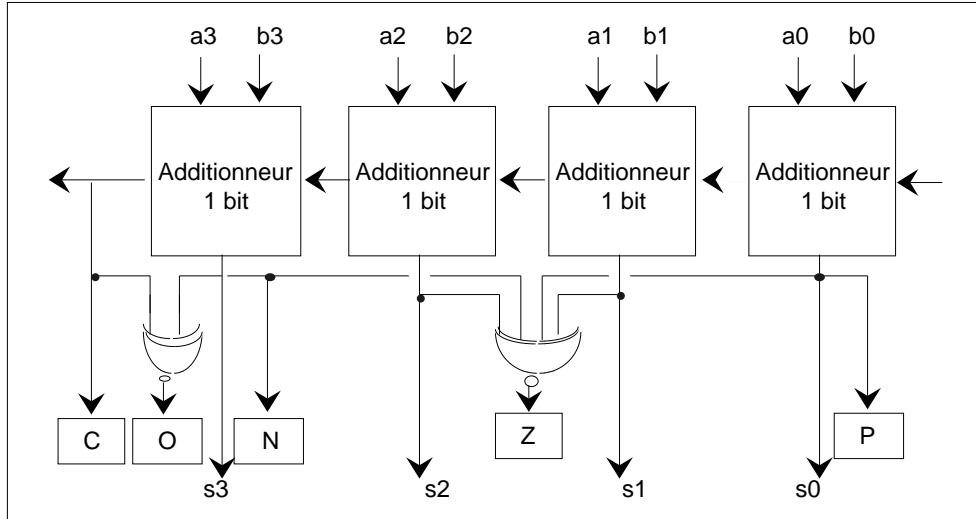 a3 b3 a2 b2 a1 b1 a0 b0
Additionneur
1 bit
Additionneur
1 bit
Additionneur
1 bit
Additionneur
1 bit
C O N Z P
s3 s2 s1 s0